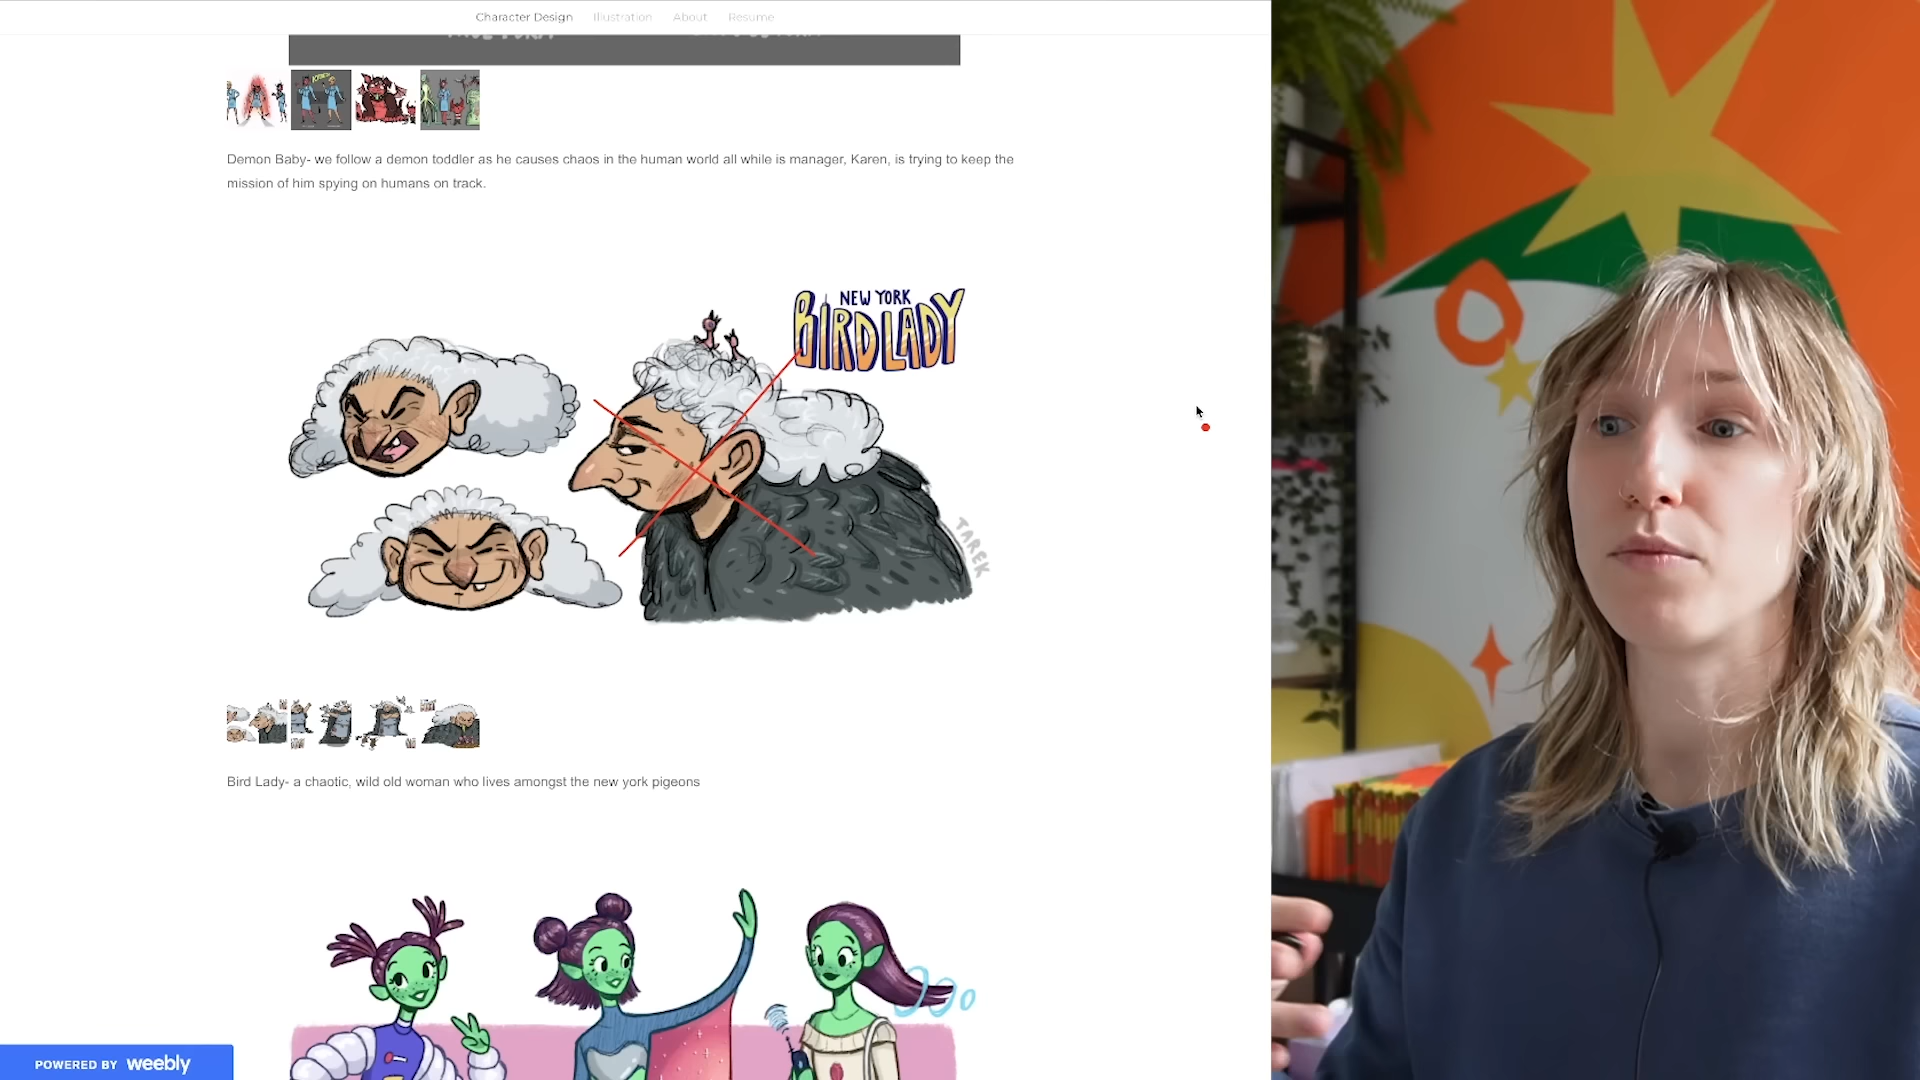 Character Design Illustration About Resume
Demon Baby- we follow a demon toddler as he causes chaos in the human world all while is manager, Karen, is trying to keep the
mission of him spying on humans on track.
NEW YORK
BIRD LADY
TAREK
Bird Lady- a chaotic, wild old woman who lives amongst the new york pigeons
POWERED BY weebly